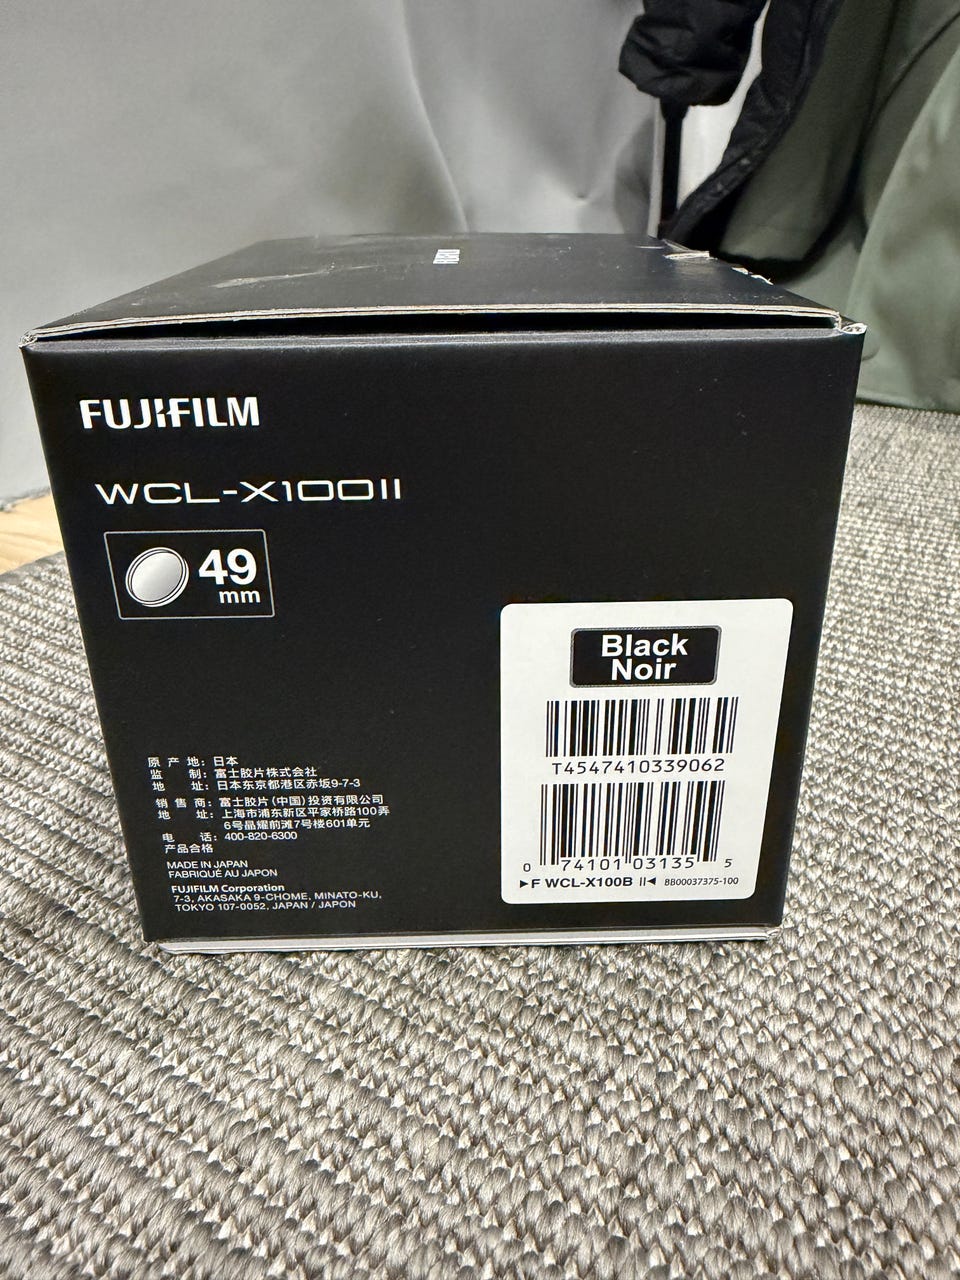 FUJIFILM
FUJIFILM
WCL-X100II
49
mm
Black
Noir
T4547410339062
0 74101 03135 5
▶F WCL-X100B II◀ BB00037375-100
原 产 地：日本
监 制：富士胶片株式会社
地 址：日本东京都港区赤坂9-7-3
销 售 商：富士胶片(中国)投资有限公司
地 址：上海市浦东新区平家桥路100弄
6号晶耀前滩7号楼601单元
电 话：400-820-6300
产品合格
MADE IN JAPAN
FABRIQUÉ AU JAPON
FUJIFILM Corporation
7-3, AKASAKA 9-CHOME, MINATO-KU,
TOKYO 107-0052, JAPAN / JAPON